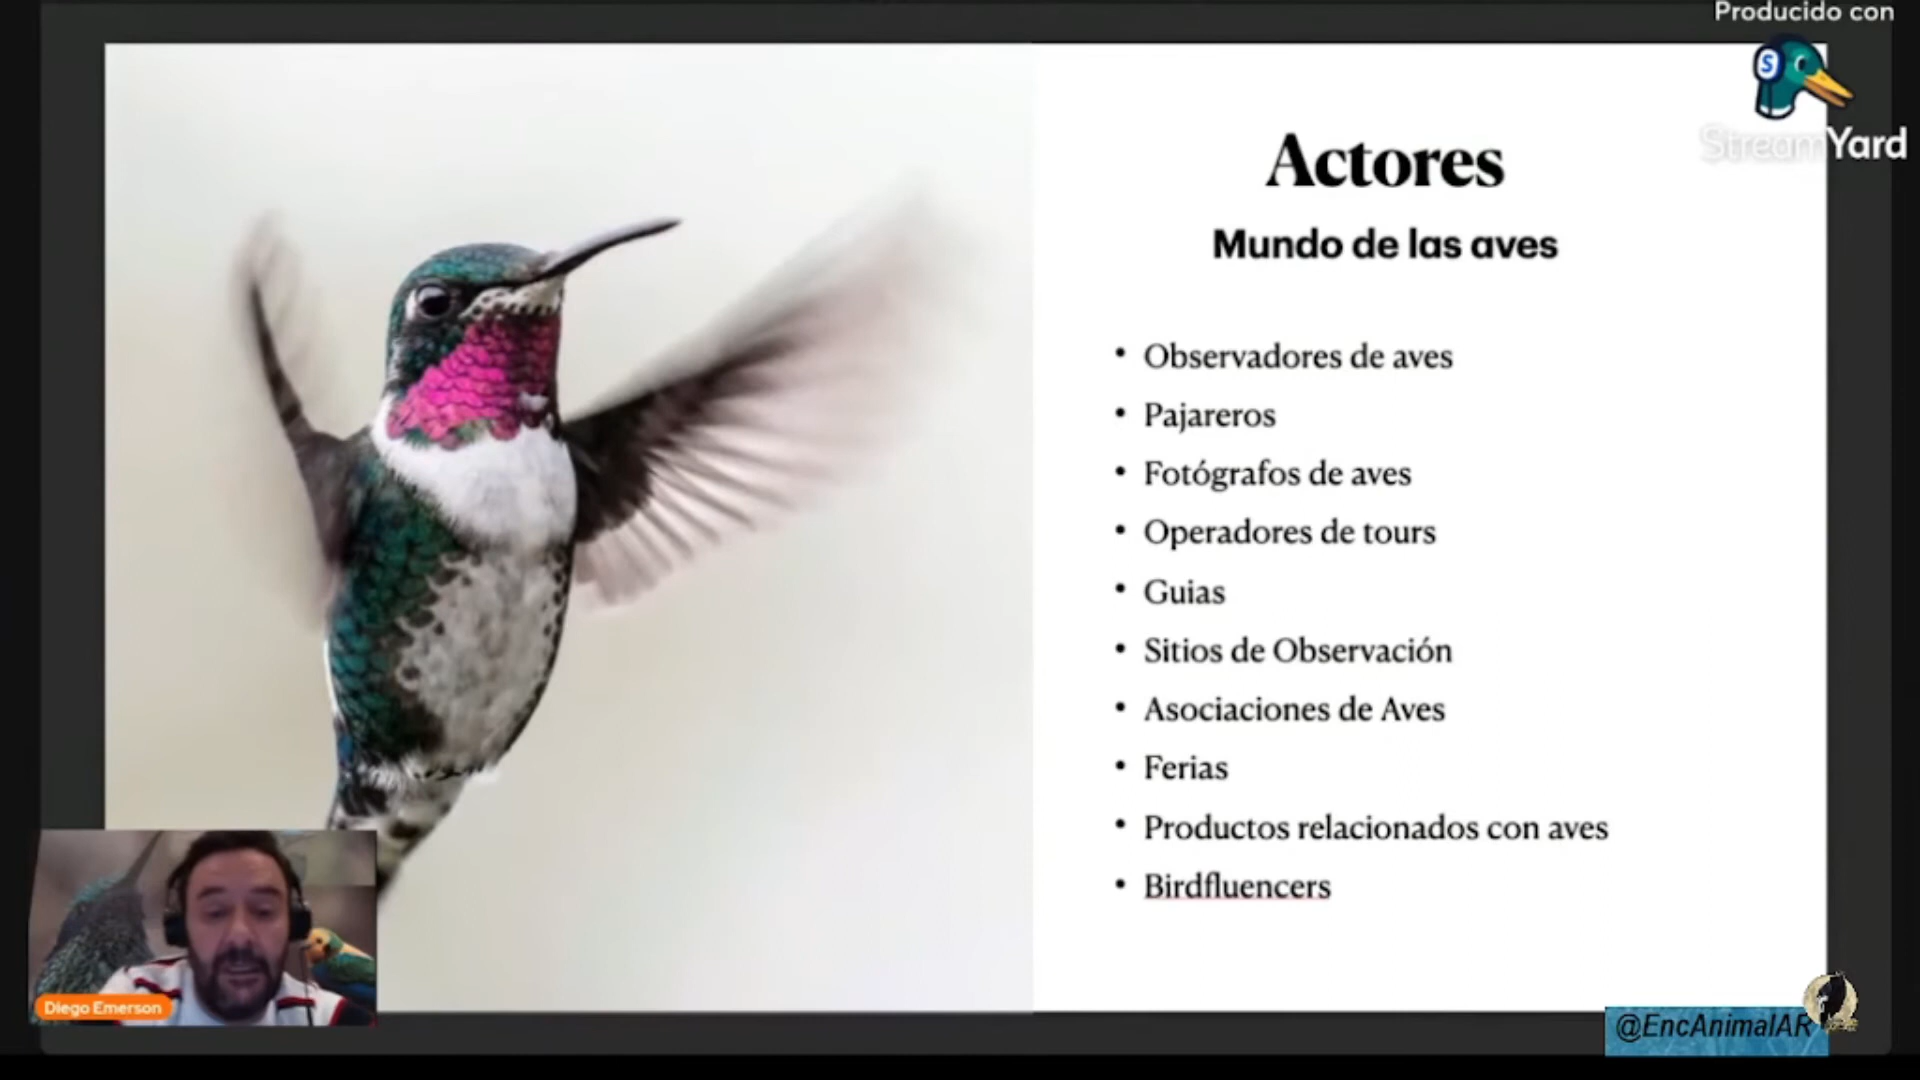 Producido con
S
StreamYard
Actores
Mundo de las aves
• Observadores de aves
• Pajareros
• Fotógrafos de aves
• Operadores de tours
• Guias
• Sitios de Observación
• Asociaciones de Aves
• Ferias
• Productos relacionados con aves
• Birdfluencers
Diego Emerson
@EncAnimalAR